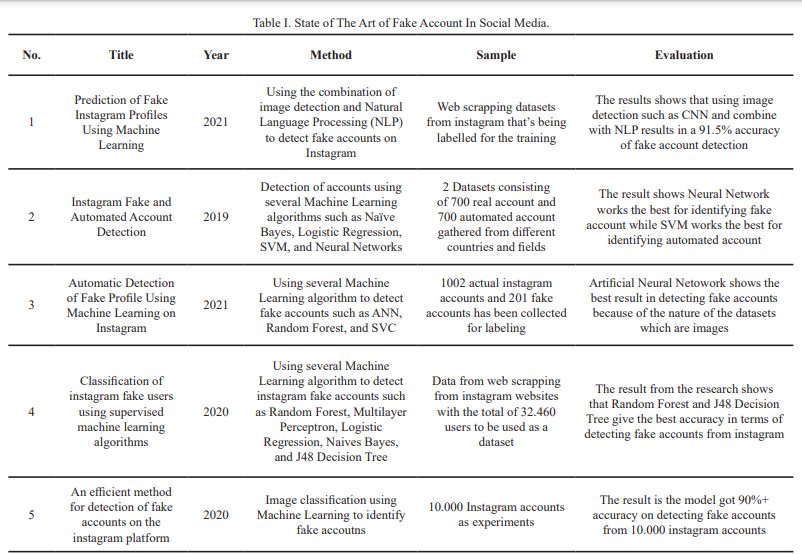 Table I. State of The Art of Fake Account In Social Media.
No. Title Year Method Sample Evaluation
1
Prediction of Fake
Instagram Profiles
Using Machine
Learning
2021
Using the combination of
image detection and Natural
Language Processing (NLP)
to detect fake accounts on
Instagram
Web scrapping datasets
from instagram that's being
labelled for the training
The results shows that using image
detection such as CNN and combine
with NLP results in a 91.5% accuracy
of fake account detection
2
Instagram Fake and
Automated Account
Detection
2019
Detection of accounts using
several Machine Learning
algorithms such as Naïve
Bayes, Logistic Regression,
SVM, and Neural Networks
2 Datasets consisting
of 700 real account and
700 automated account
gathered from different
countries and fields
The result shows Neural Network
works the best for identifying fake
account while SVM works the best for
identifying automated account
3
Automatic Detection
of Fake Profile Using
Machine Learning on
Instagram
2021
Using several Machine
Learning algorithm to detect
fake accounts such as ANN,
Random Forest, and SVC
1002 actual instagram
accounts and 201 fake
accounts has been collected
for labeling
Artificial Neural Netowork shows the
best result in detecting fake accounts
because of the nature of the datasets
which are images
4
Classification of
instagram fake users
using supervised
machine learning
algorithms
2020
Using several Machine
Learning algorithm to detect
instagram fake accounts such
as Random Forest, Multilayer
Perceptron, Logistic
Regression, Naives Bayes,
and J48 Decision Tree
Data from web scrapping
from instagram websites
with the total of 32.460
users to be used as a
dataset
The result from the research shows
that Random Forest and J48 Decision
Tree give the best accuracy in terms of
detecting fake accounts from instagram
5
An efficient method
for detection of fake
accounts on the
instagram platform
2020
Image classification using
Machine Learning to identify
fake accoutns
10.000 Instagram accounts
as experiments
The result is the model got 90%+
accuracy on detecting fake accounts
from 10.000 instagram accounts